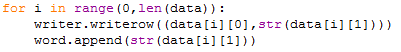 for i in range(0,len(data)):
    writer.writerow((data[i][0],str(data[i][1])))
    word.append(str(data[i][1]))